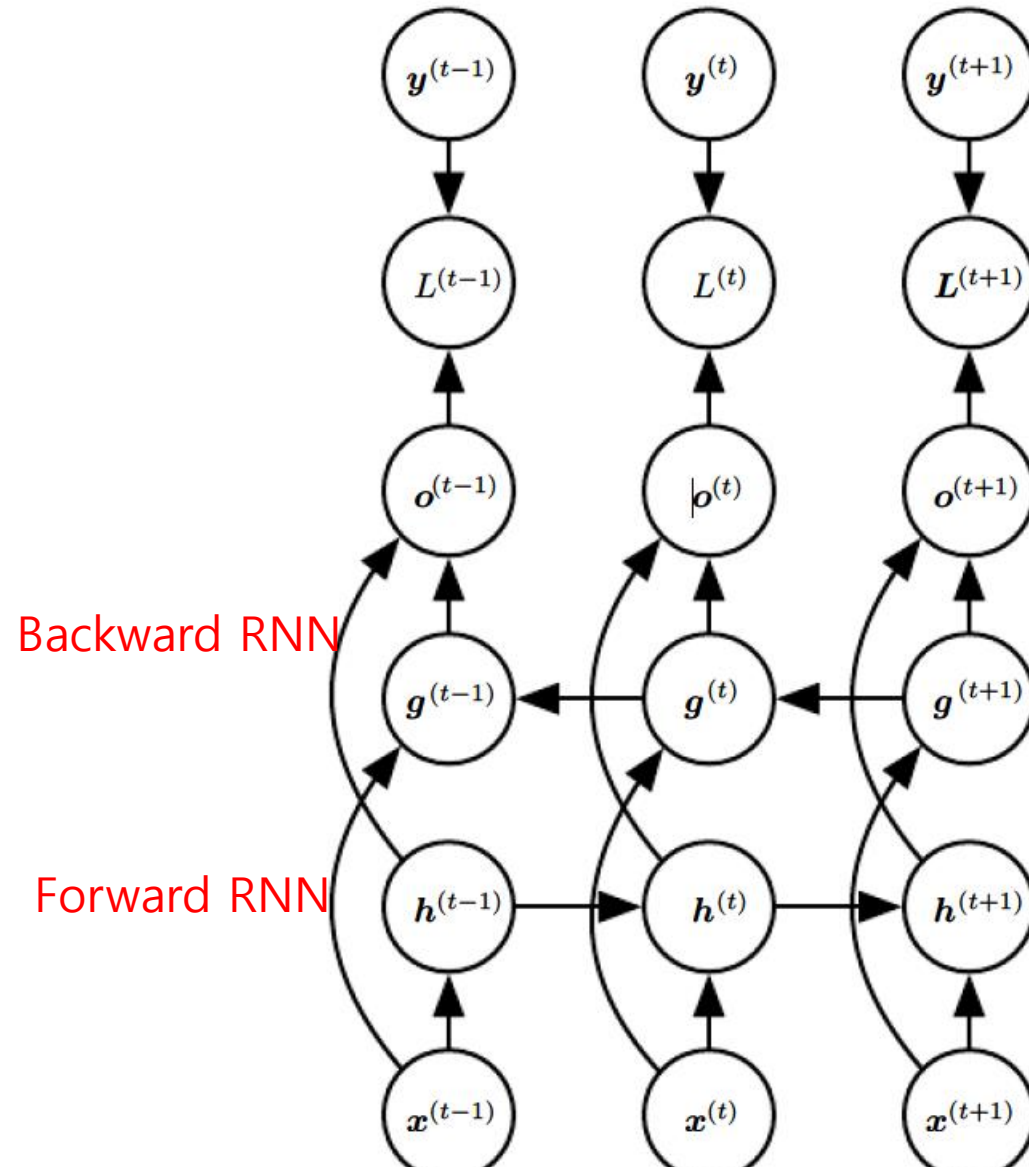 y^(t−1) y^(t) y^(t+1)
L^(t−1) L^(t) L^(t+1)
o^(t−1) o^(t) o^(t+1)
Backward RNN
g^(t−1) g^(t) g^(t+1)
Forward RNN
h^(t−1) h^(t) h^(t+1)
x^(t−1) x^(t) x^(t+1)